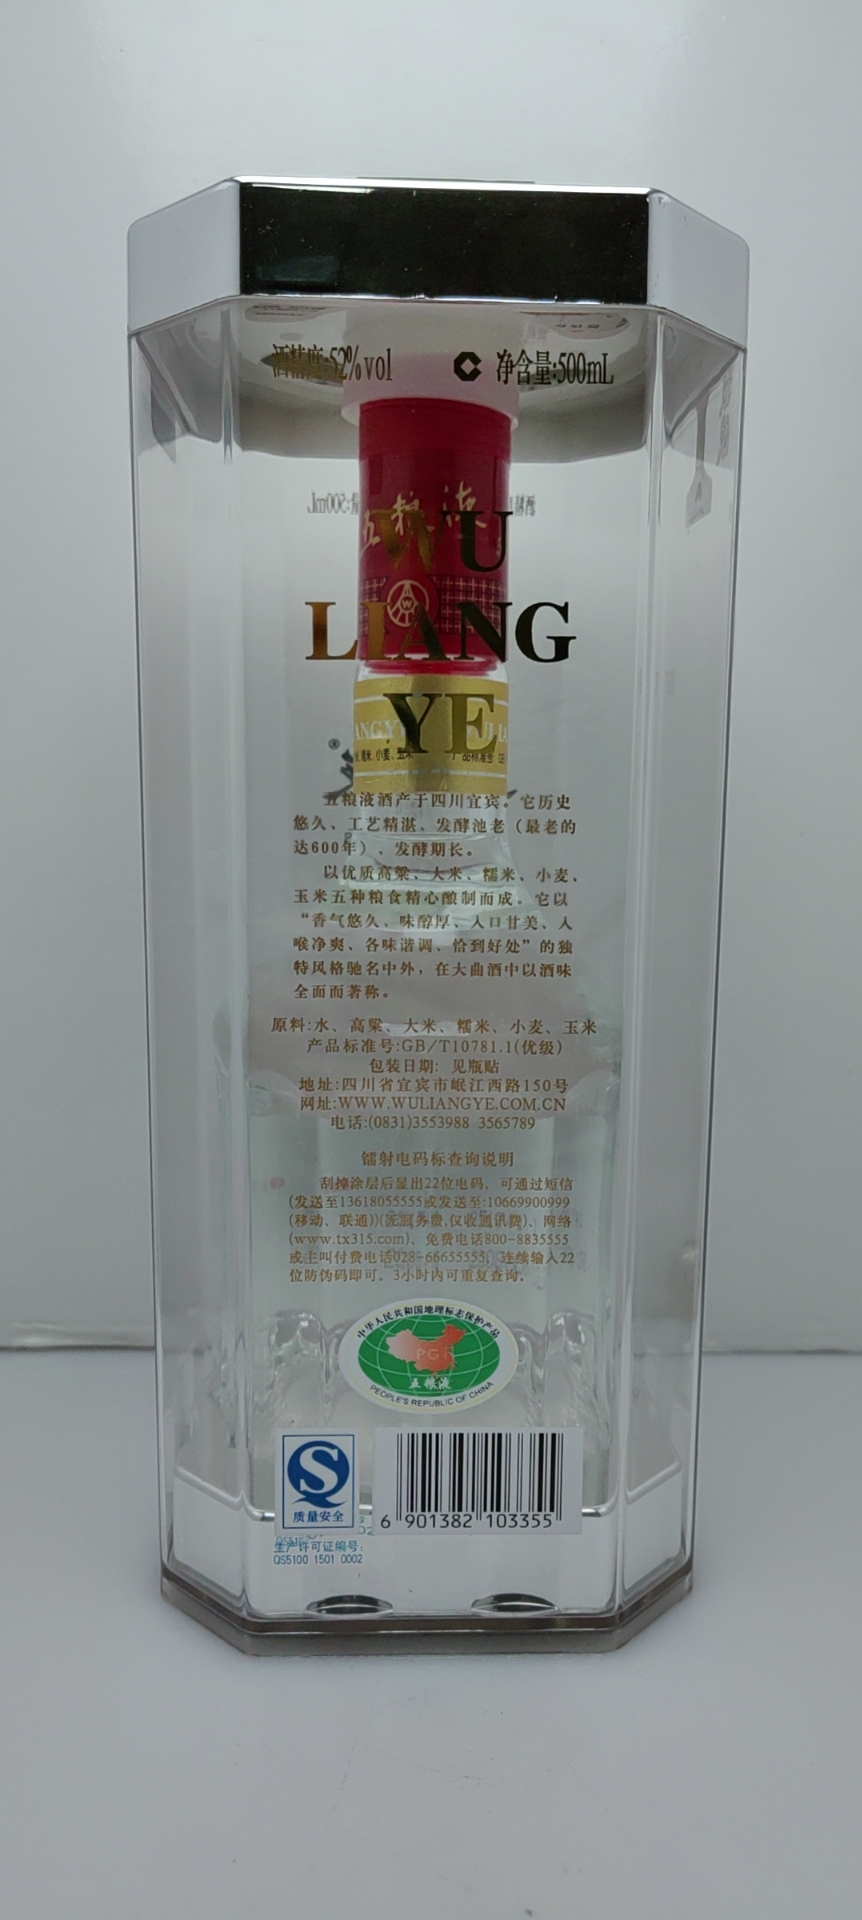 酒精度:52%vol 净含量:500mL
五粮液
WU
LIANG
YE
五粮液酒产于四川宜宾。它历史
悠久、工艺精湛、发酵池老（最老的
达600年）、发酵期长。
以优质高粱、大米、糯米、小麦、
玉米五种粮食精心酿制而成。它以
“香气悠久、味醇厚、入口甘美、入
喉净爽、各味谐调、恰到好处”的独
特风格驰名中外，在大曲酒中以酒味
全面而著称。
原料:水、高粱、大米、糯米、小麦、玉米
产品标准号:GB/T10781.1(优级)
包装日期: 见瓶贴
地址:四川省宜宾市岷江西路150号
网址:WWW.WULIANGYE.COM.CN
电话:(0831)3553988 3565789
镭射电码标查询说明
刮掉涂层后显出22位电码，可通过短信
(发送至13618055555或发送至:10669900999
(移动、联通))(无服务费,仅收通讯费)、网络
(www.tx315.com)、免费电话800-8835555
或主叫付费电话028-66655555，连续输入22
位防伪码即可。3小时内可重复查询。
中华人民共和国地理标志保护产品
PGI
五粮液
PEOPLE'S REPUBLIC OF CHINA
质量安全
6 901382 103355
生产许可证编号:
QS5100 1501 0002